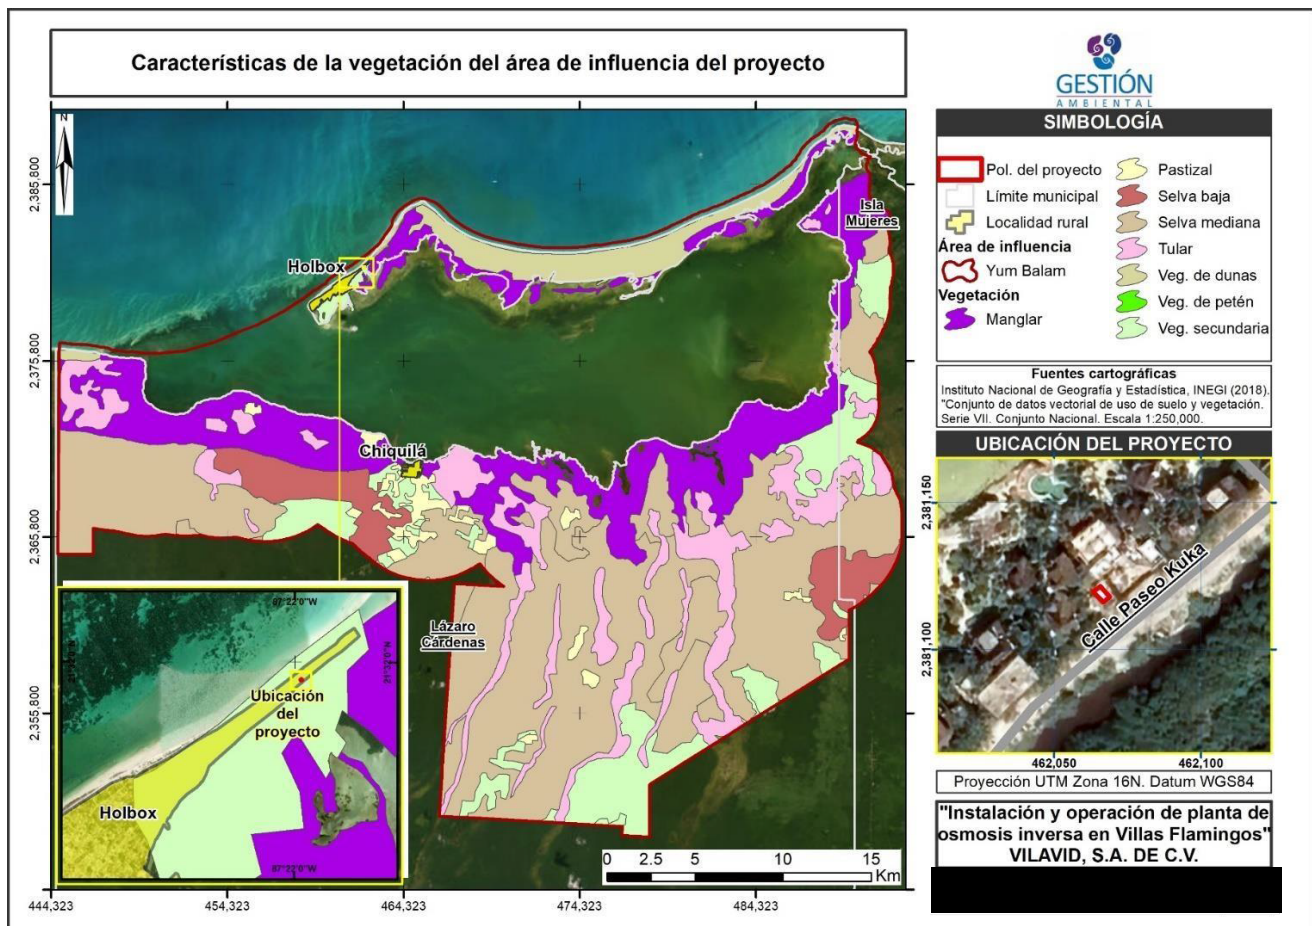 Características de la vegetación del área de influencia del proyecto
GESTIÓN
AMBIENTAL
SIMBOLOGÍA
Pol. del proyecto
Límite municipal
Localidad rural
Área de influencia
Yum Balam
Vegetación
Manglar
Pastizal
Selva baja
Selva mediana
Tular
Veg. de dunas
Veg. de petén
Veg. secundaria
Fuentes cartográficas
Instituto Nacional de Geografía y Estadística, INEGI (2018).
"Conjunto de datos vectorial de uso de suelo y vegetación.
Serie VII. Conjunto Nacional. Escala 1:250,000.
UBICACIÓN DEL PROYECTO
2,381,150
2,381,100
Calle Paseo Kuka
462,050
462,100
Proyección UTM Zona 16N. Datum WGS84
"Instalación y operación de planta de
osmosis inversa en Villas Flamingos"
VILAVID, S.A. DE C.V.
N
2,385,800
2,375,800
2,365,800
2,355,800
Isla
Mujeres
Holbox
Chiquilá
Lázaro
Cárdenas
87°22'0"W
Ubicación
del
proyecto
Holbox
87°22'0"W
0 2.5 5 10 15
Km
444,323
454,323
464,323
474,323
484,323